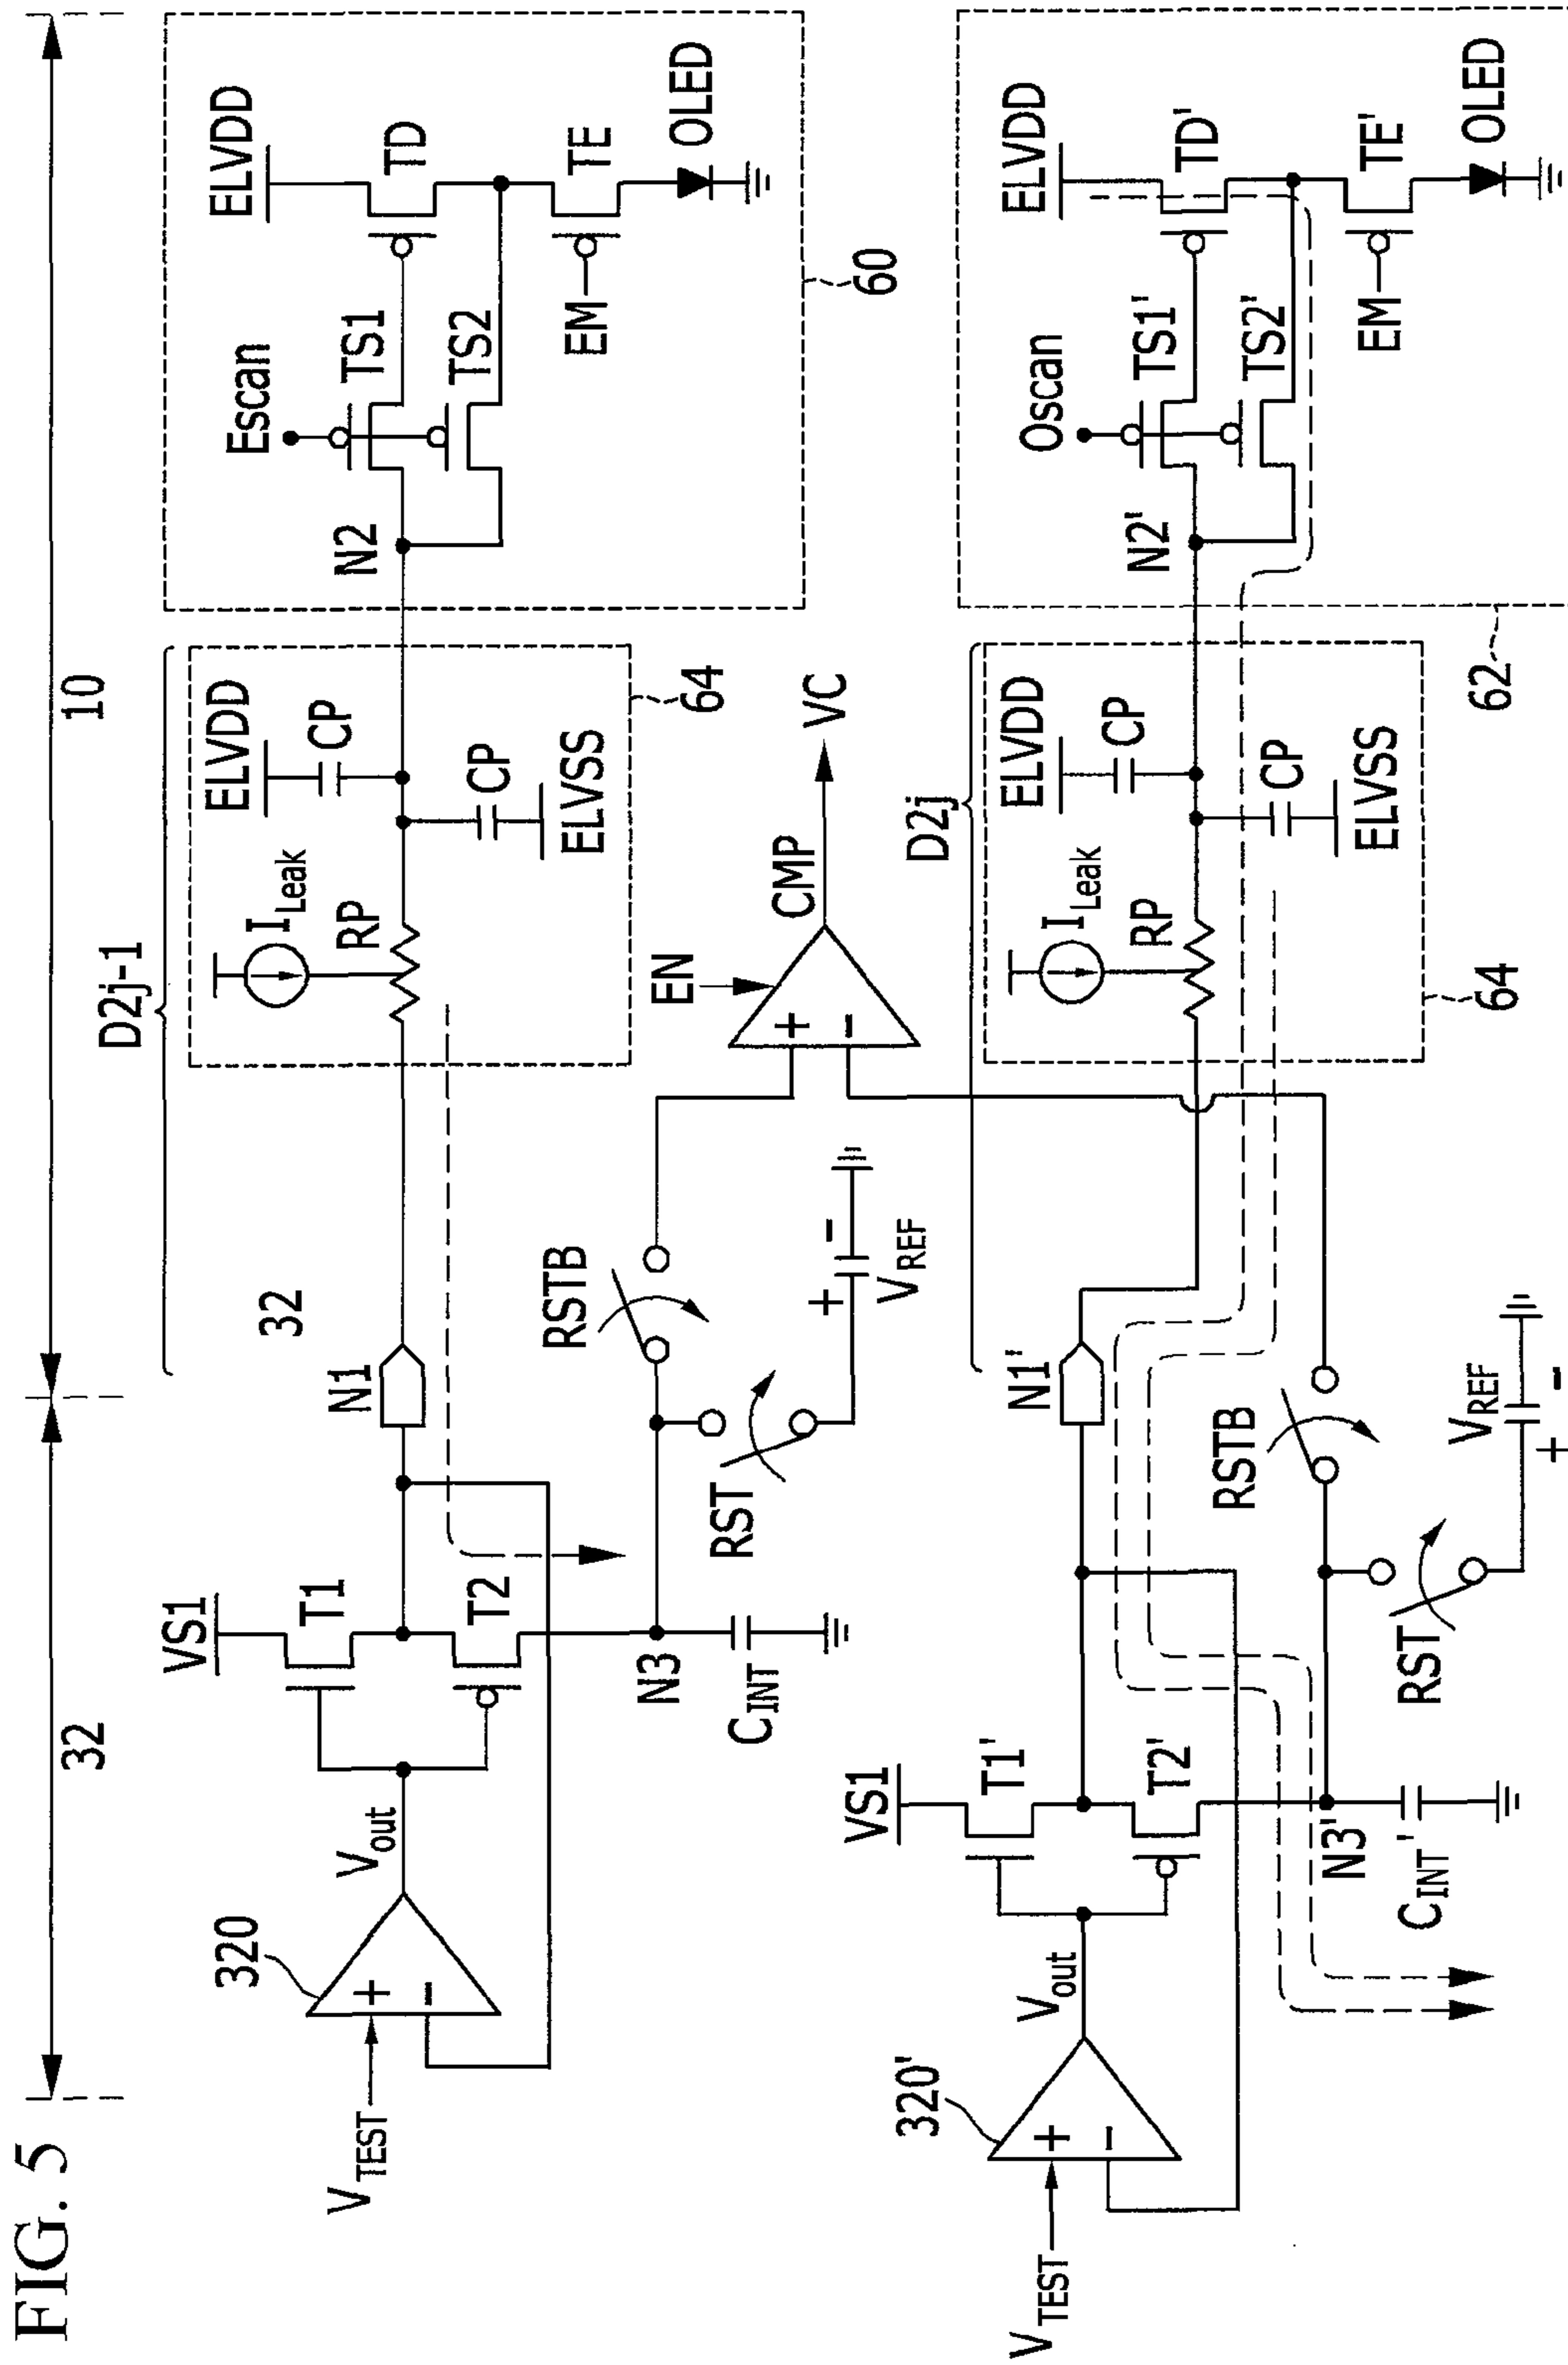 FIG. 5
32
10
D2j-1
ELVDD
ELVDD
VS1
Escan
TD
320
V_TEST
+
−
Vout
T1
T2
N1
32
I_Leak
RP
CP
CP
ELVSS
64
N2
TS1
TS2
EM
TE
OLED
60
N3
C_INT
RSTB
RST
+
−
V_REF
EN
+
−
CMP
VC
D2j
ELVDD
ELVDD
VS1
Oscan
TD'
320'
V_TEST
+
−
Vout
T1'
T2'
N1'
I_Leak
RP
CP
CP
ELVSS
64
N2'
TS1'
TS2'
EM
TE'
OLED
62
N3'
C_INT'
RSTB
RST
V_REF
+
−